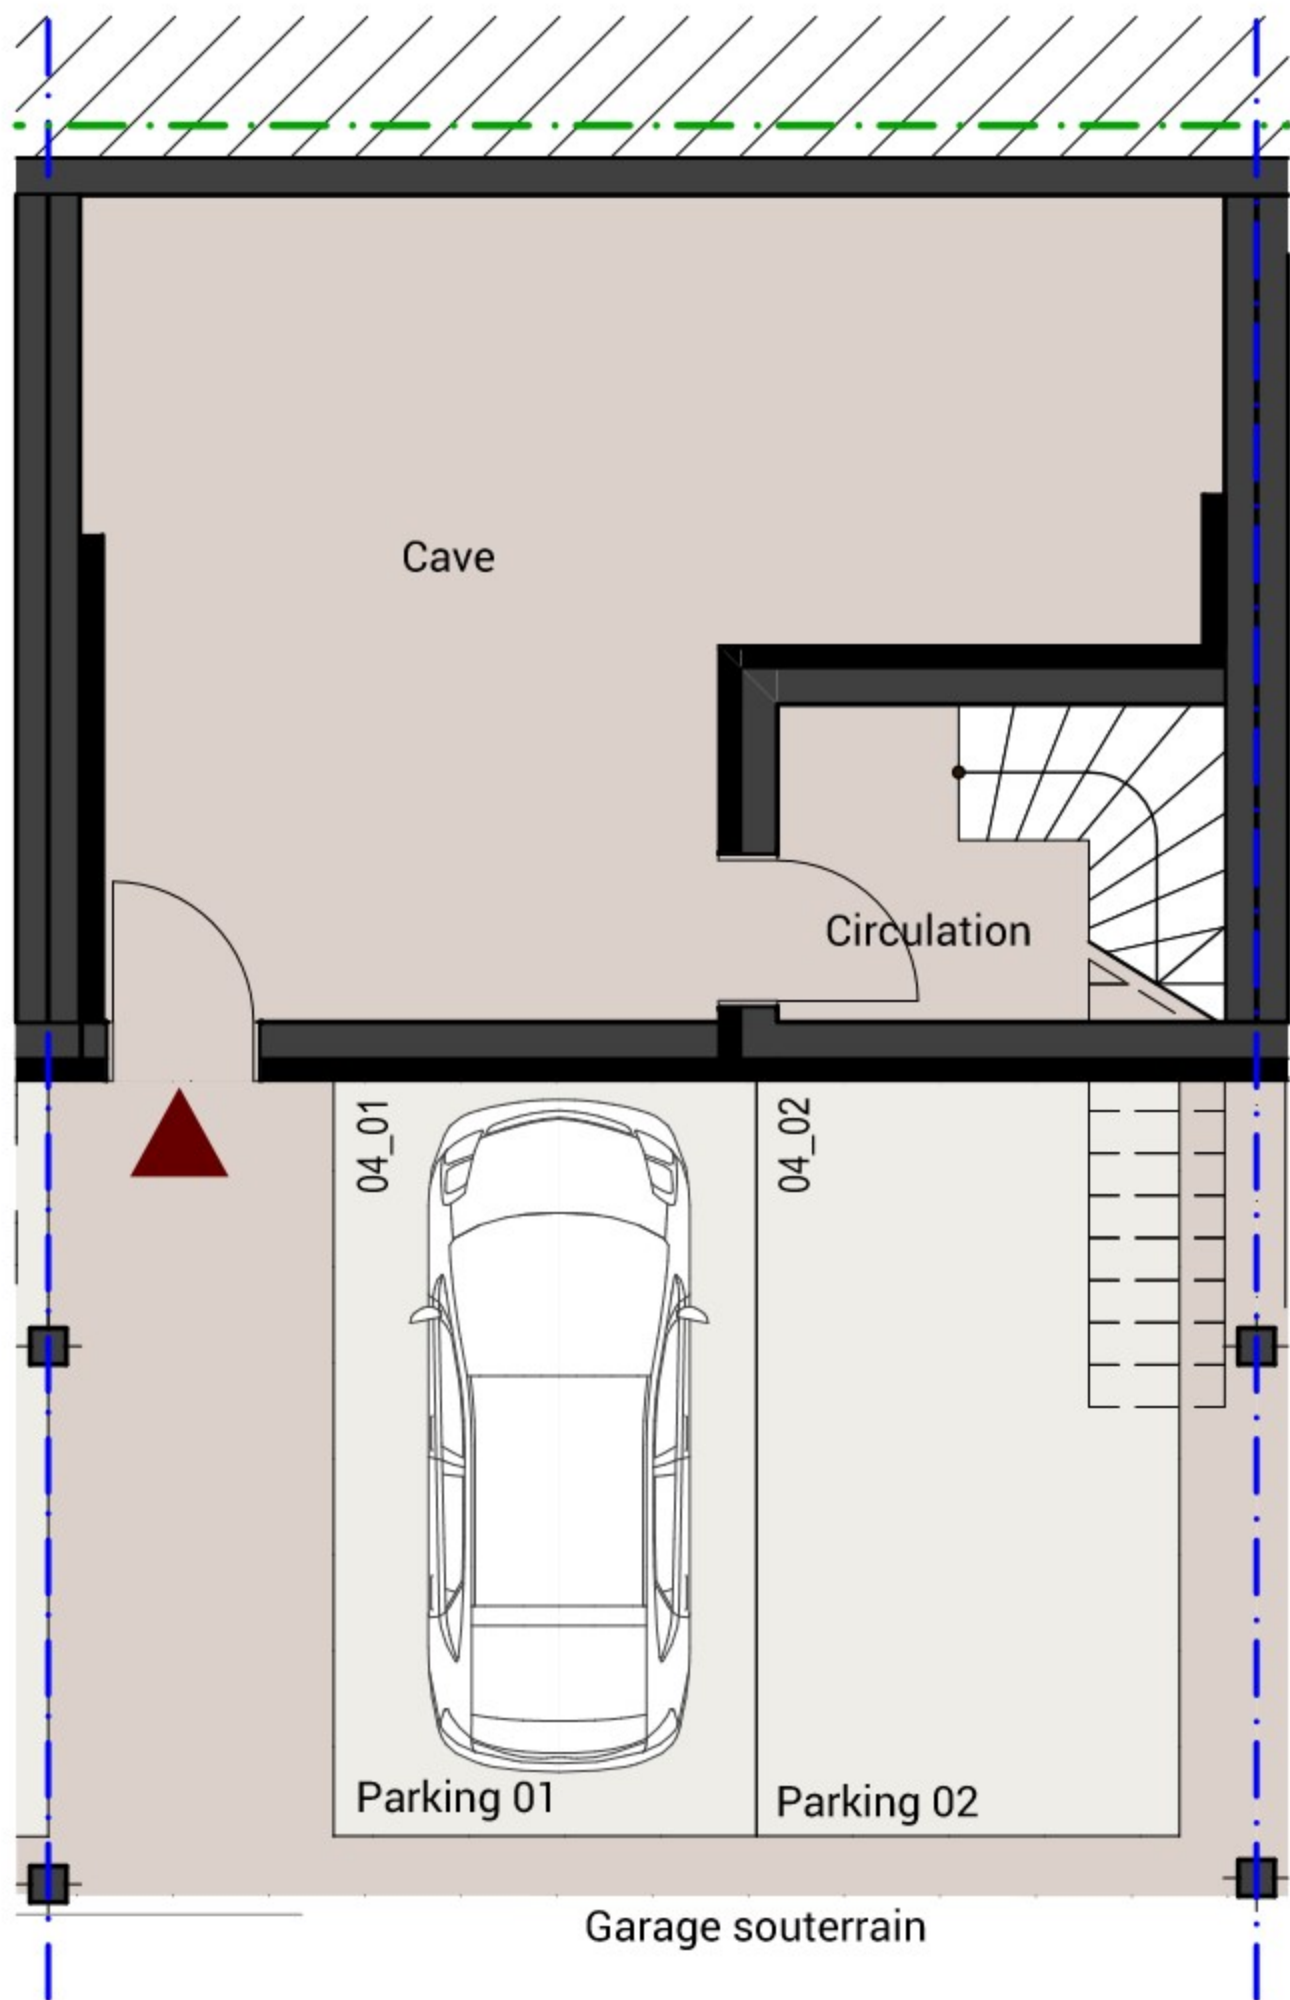 Cave
Circulation
04_01
04_02
Parking 01
Parking 02
Garage souterrain